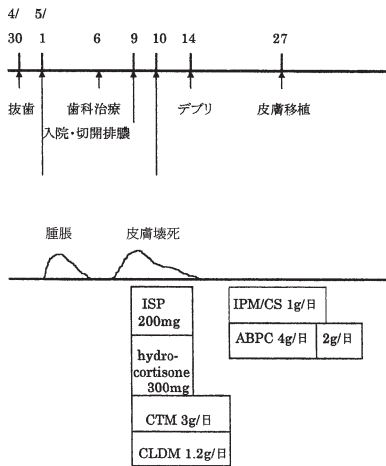 4/ 5/
30 1 6 9 10 14 27
抜歯 歯科治療 デブリ 皮膚移植
入院・切開排膿
腫脹 皮膚壊死
ISP
200mg
IPM/CS 1g/日
ABPC 4g/日 2g/日
hydro-
cortisone
300mg
CTM 3g/日
CLDM 1.2g/日